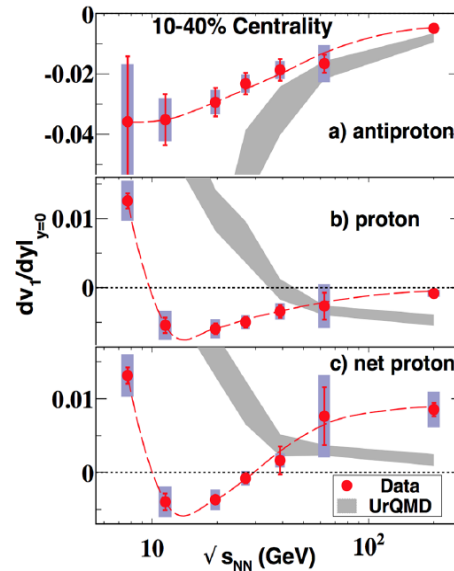 10-40% Centrality
0
-0.02
-0.04
a) antiproton
0.01
b) proton
0
dv₁/dy|y=0
c) net proton
0.01
0
Data
UrQMD
10
10²
√sNN (GeV)